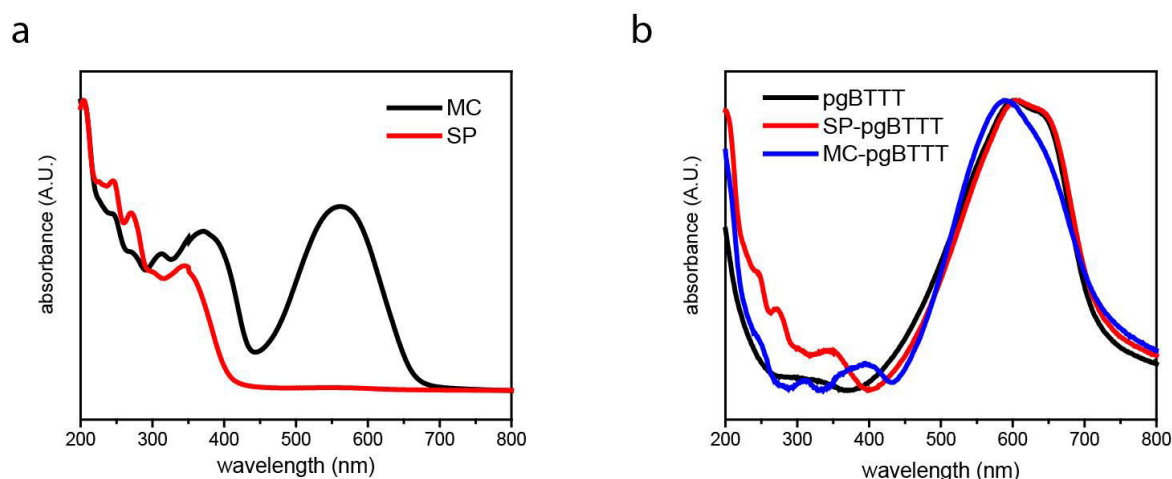 a
b
MC
SP
absorbance (A.U.)
200 300 400 500 600 700 800
wavelength (nm)
pgBTTT
SP-pgBTTT
MC-pgBTTT
absorbance (A.U.)
200 300 400 500 600 700 800
wavelength (nm)